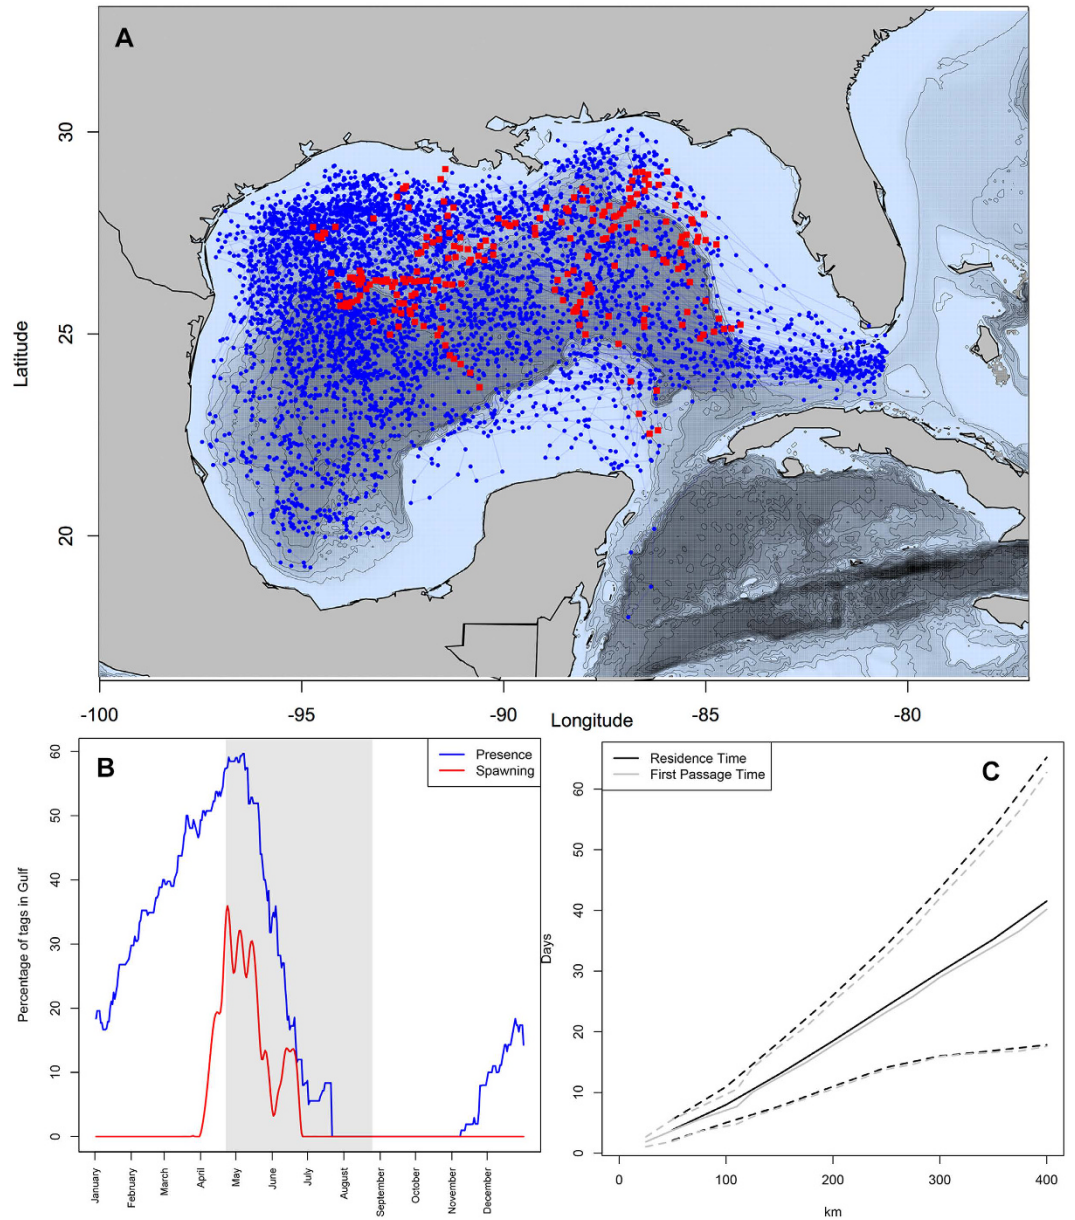 A
Latitude
30
25
20
-100
-95
-90
-85
-80
Longitude
B
Presence
Spawning
Percentage of tags in Gulf
60
50
40
30
20
10
0
January
February
March
April
May
June
July
August
September
October
November
December
C
Residence Time
First Passage Time
Days
60
50
40
30
20
10
0
0
100
200
300
400
km